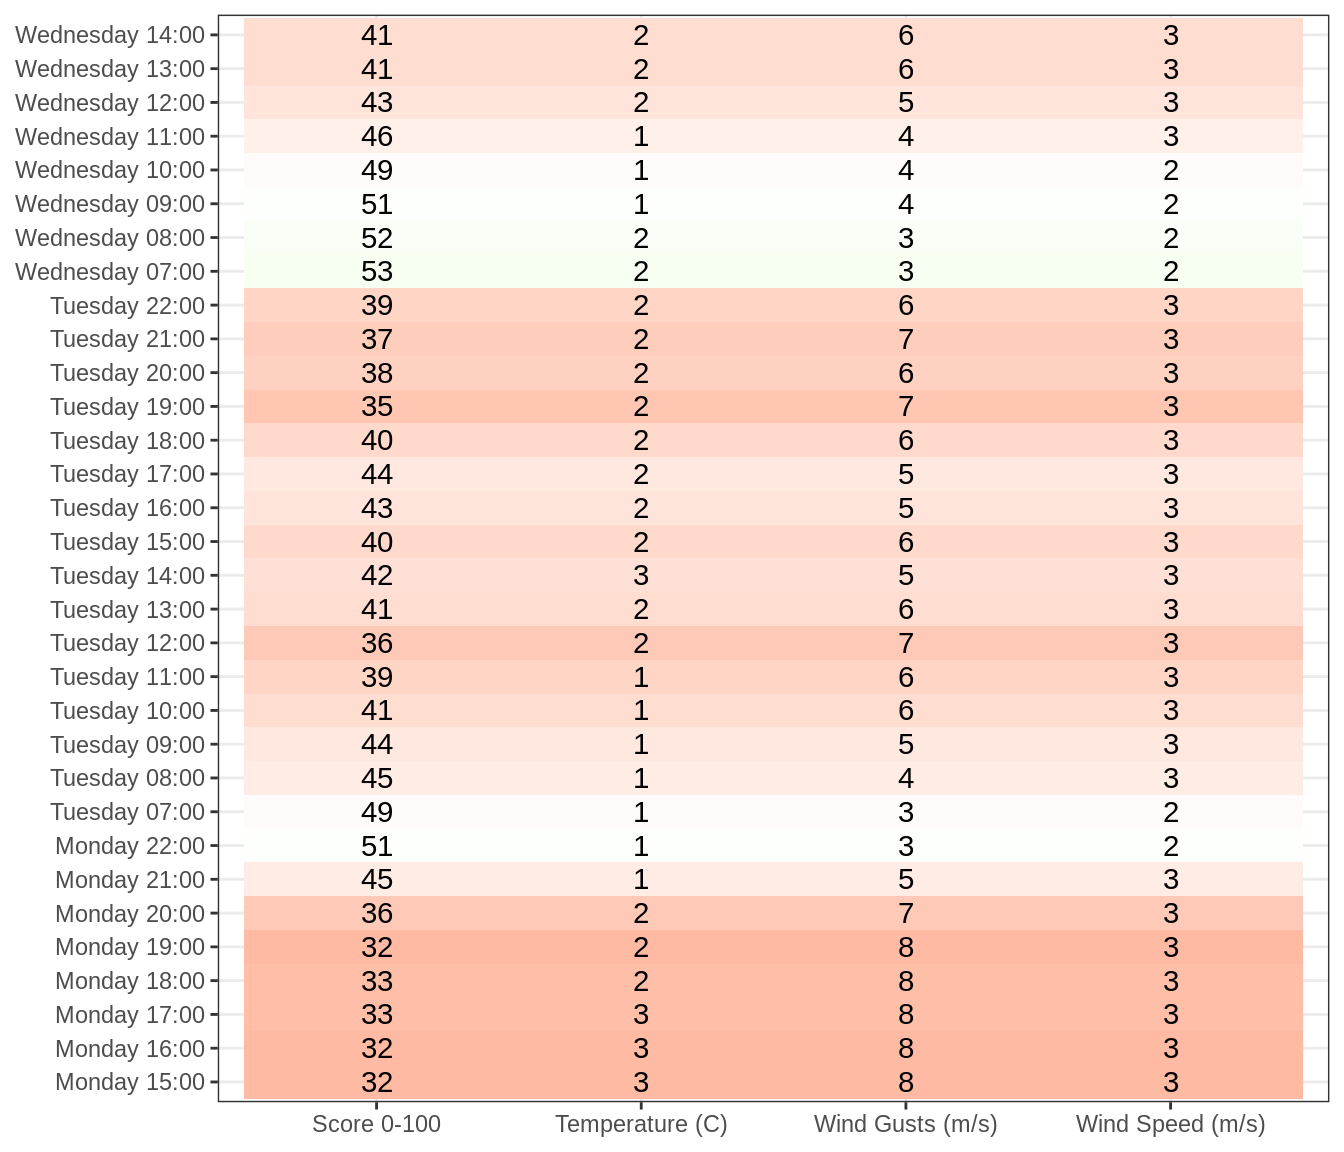 Wednesday 14:00 41 2 6 3
Wednesday 13:00 41 2 6 3
Wednesday 12:00 43 2 5 3
Wednesday 11:00 46 1 4 3
Wednesday 10:00 49 1 4 2
Wednesday 09:00 51 1 4 2
Wednesday 08:00 52 2 3 2
Wednesday 07:00 53 2 3 2
Tuesday 22:00 39 2 6 3
Tuesday 21:00 37 2 7 3
Tuesday 20:00 38 2 6 3
Tuesday 19:00 35 2 7 3
Tuesday 18:00 40 2 6 3
Tuesday 17:00 44 2 5 3
Tuesday 16:00 43 2 5 3
Tuesday 15:00 40 2 6 3
Tuesday 14:00 42 3 5 3
Tuesday 13:00 41 2 6 3
Tuesday 12:00 36 2 7 3
Tuesday 11:00 39 1 6 3
Tuesday 10:00 41 1 6 3
Tuesday 09:00 44 1 5 3
Tuesday 08:00 45 1 4 3
Tuesday 07:00 49 1 3 2
Monday 22:00 51 1 3 2
Monday 21:00 45 1 5 3
Monday 20:00 36 2 7 3
Monday 19:00 32 2 8 3
Monday 18:00 33 2 8 3
Monday 17:00 33 3 8 3
Monday 16:00 32 3 8 3
Monday 15:00 32 3 8 3
Score 0-100 Temperature (C) Wind Gusts (m/s) Wind Speed (m/s)